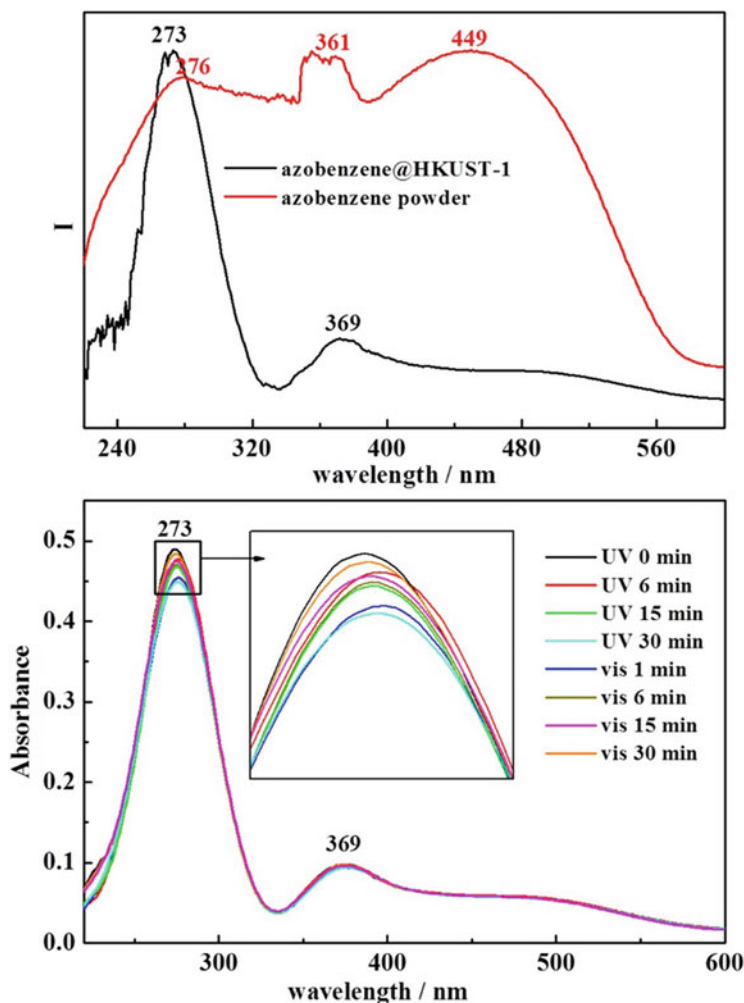 273
276
361
449
azobenzene@HKUST-1
azobenzene powder
I
369
240 320 400 480 560
wavelength / nm
273
0.5
0.4
0.3
0.2
0.1
0.0
Absorbance
UV 0 min
UV 6 min
UV 15 min
UV 30 min
vis 1 min
vis 6 min
vis 15 min
vis 30 min
369
300 400 500 600
wavelength / nm